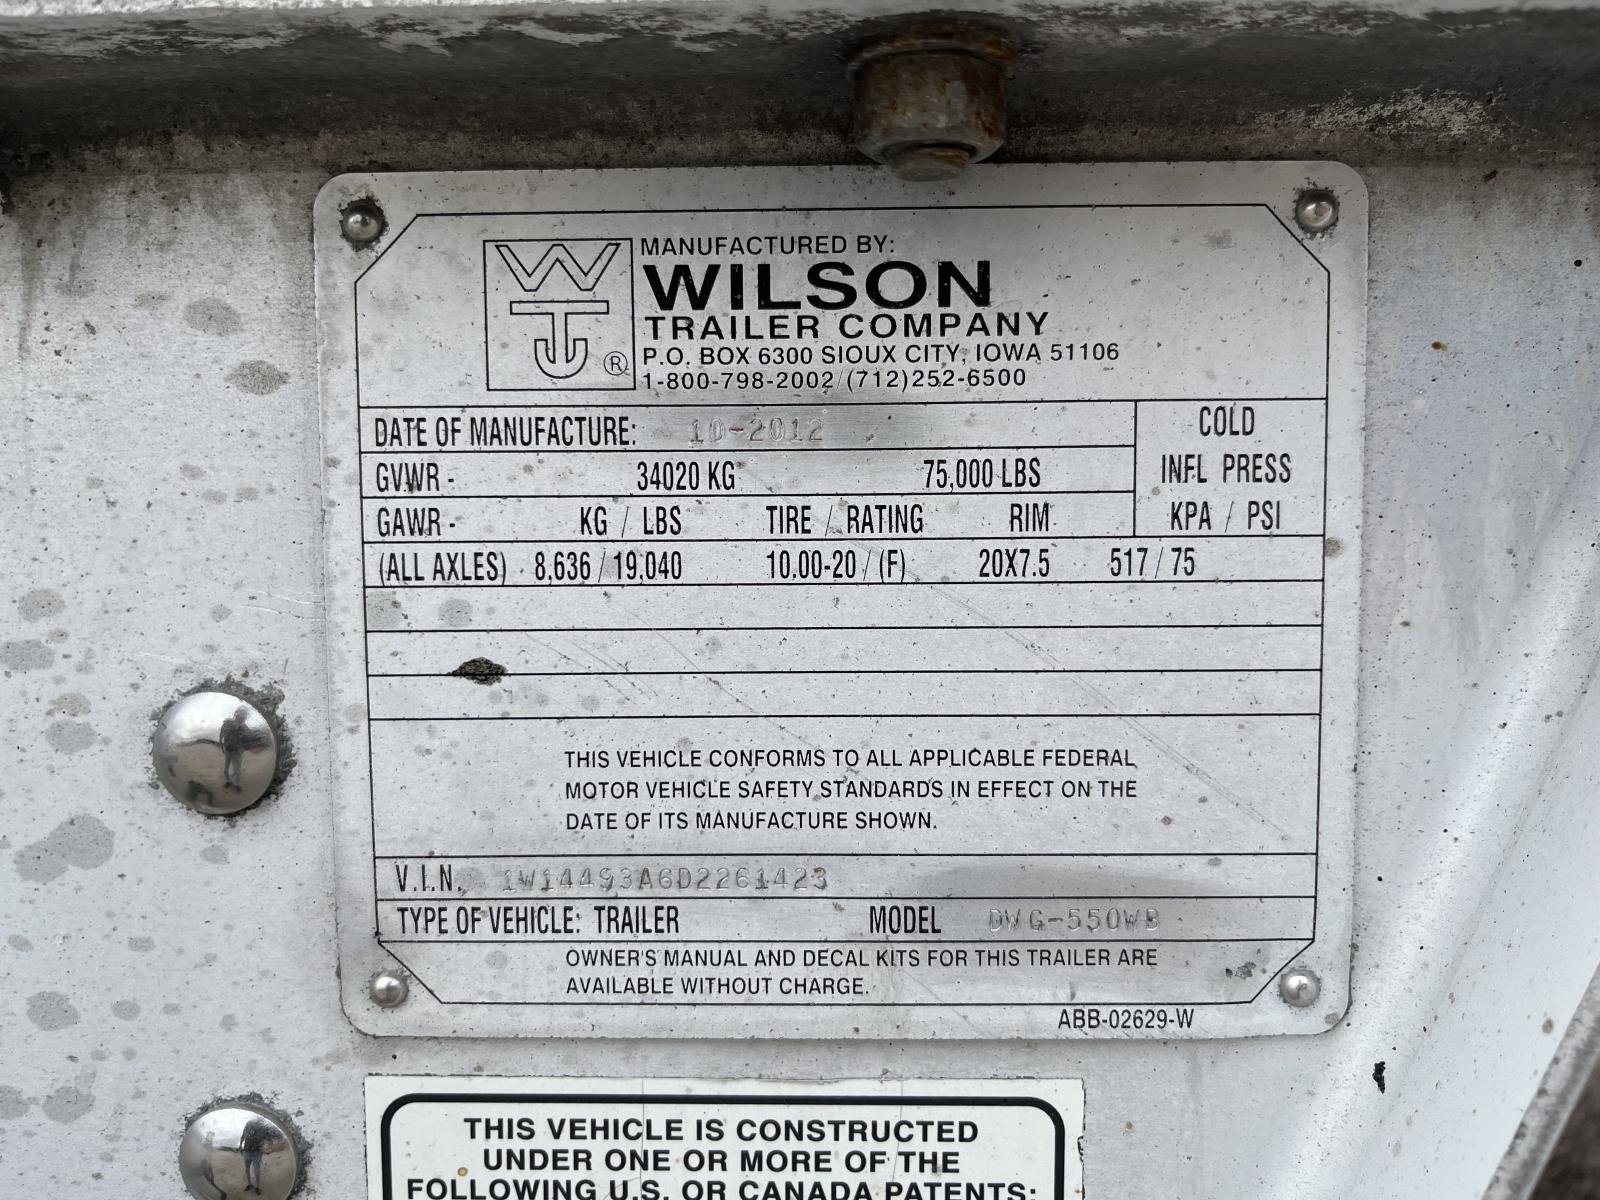 MANUFACTURED BY:
WILSON
TRAILER COMPANY
P.O. BOX 6300 SIOUX CITY, IOWA 51106
1-800-798-2002/(712)252-6500
WTJ ®
DATE OF MANUFACTURE: 10-2012
COLD
GVWR - 34020 KG 75,000 LBS
INFL PRESS
GAWR - KG / LBS TIRE / RATING RIM KPA / PSI
(ALL AXLES) 8,636 / 19,040 10.00-20 / (F) 20X7.5 517 / 75
THIS VEHICLE CONFORMS TO ALL APPLICABLE FEDERAL
MOTOR VEHICLE SAFETY STANDARDS IN EFFECT ON THE
DATE OF ITS MANUFACTURE SHOWN.
V.I.N. 1W14493A6D2261423
TYPE OF VEHICLE: TRAILER MODEL DWG-550WB
OWNER'S MANUAL AND DECAL KITS FOR THIS TRAILER ARE
AVAILABLE WITHOUT CHARGE.
ABB-02629-W
THIS VEHICLE IS CONSTRUCTED
UNDER ONE OR MORE OF THE
FOLLOWING U.S. OR CANADA PATENTS: